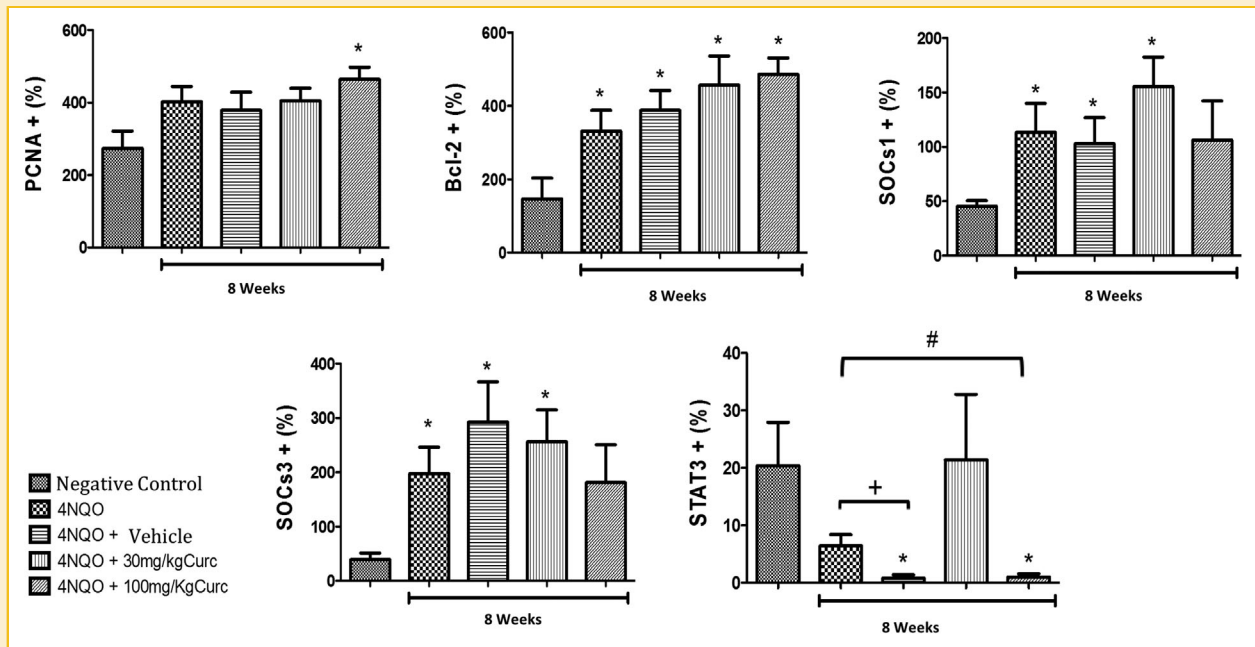 PCNA + (%)
600
400
200
0
*
8 Weeks
Bcl-2 + (%)
600
400
200
0
* * * *
8 Weeks
SOCs1 + (%)
200
150
100
50
0
* * *
8 Weeks
SOCs3 + (%)
400
300
200
100
0
* * *
8 Weeks
STAT3 + (%)
40
30
20
10
0
#
+
* *
8 Weeks
Negative Control
4NQO
4NQO + Vehicle
4NQO + 30mg/kgCurc
4NQO + 100mg/KgCurc